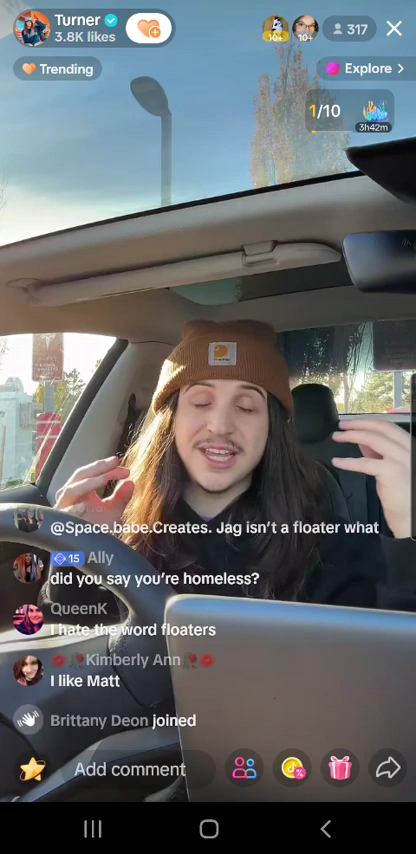 Turner
3.8K likes
10+
10+
317
Trending
Explore
1/10
3h42m
@Space.babe.Creates. Jag isn't a floater what
15 Ally
did you say you're homeless?
QueenK
I hate the word floaters
💋🥀Kimberly Ann🥀💋
I like Matt
Brittany Deon joined
Add comment